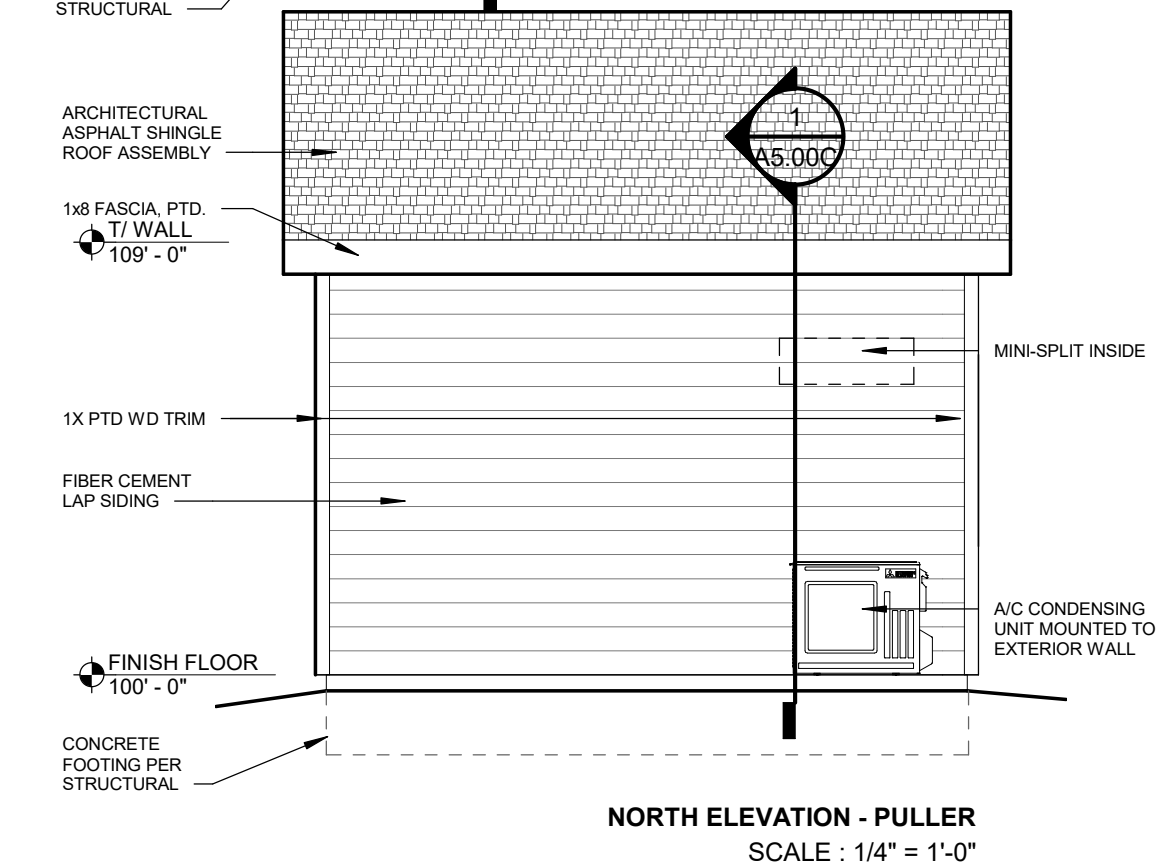 STRUCTURAL
ARCHITECTURAL
ASPHALT SHINGLE
ROOF ASSEMBLY
1
A5.00C
1x8 FASCIA, PTD.
T/ WALL
109' - 0"
MINI-SPLIT INSIDE
1X PTD WD TRIM
FIBER CEMENT
LAP SIDING
A/C CONDENSING
UNIT MOUNTED TO
EXTERIOR WALL
FINISH FLOOR
100' - 0"
CONCRETE
FOOTING PER
STRUCTURAL
NORTH ELEVATION - PULLER
SCALE : 1/4" = 1'-0"